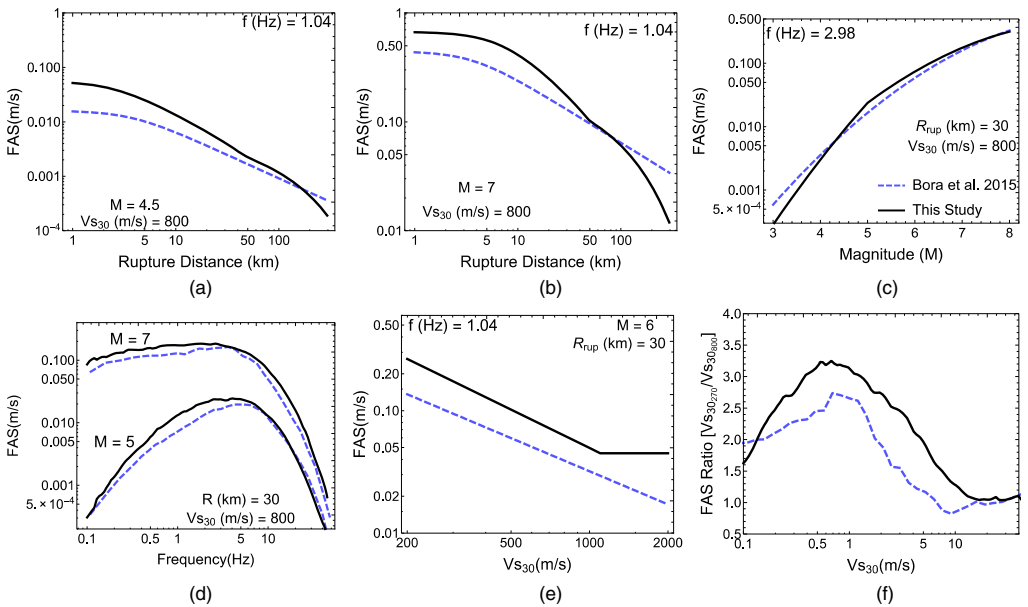 f (Hz) = 1.04
0.100
0.010
0.001
10⁻⁴
FAS(m/s)
M = 4.5
Vs₃₀ (m/s) = 800
1 5 10 50 100
Rupture Distance (km)
(a)
f (Hz) = 1.04
1
0.50
0.10
0.05
0.01
FAS(m/s)
M = 7
Vs₃₀ (m/s) = 800
1 5 10 50 100
Rupture Distance (km)
(b)
f (Hz) = 2.98
0.500
0.100
0.050
0.010
0.005
0.001
5. × 10⁻⁴
FAS(m/s)
R_rup (km) = 30
Vs₃₀ (m/s) = 800
Bora et al. 2015
This Study
3 4 5 6 7 8
Magnitude (M)
(c)
M = 7
0.100
0.050
0.010
0.005
0.001
5. × 10⁻⁴
FAS(m/s)
M = 5
R (km) = 30
Vs₃₀ (m/s) = 800
0.1 0.5 1 5 10
Frequency(Hz)
(d)
f (Hz) = 1.04
M = 6
R_rup (km) = 30
0.50
0.20
0.10
0.05
0.02
0.01
FAS(m/s)
200 500 1000 2000
Vs₃₀(m/s)
(e)
4.0
3.5
3.0
2.5
2.0
1.5
1.0
0.5
0.0
FAS Ratio [Vs₃₀₂₇₀/Vs₃₀₈₀₀]
0.1 0.5 1 5 10
Vs₃₀(m/s)
(f)